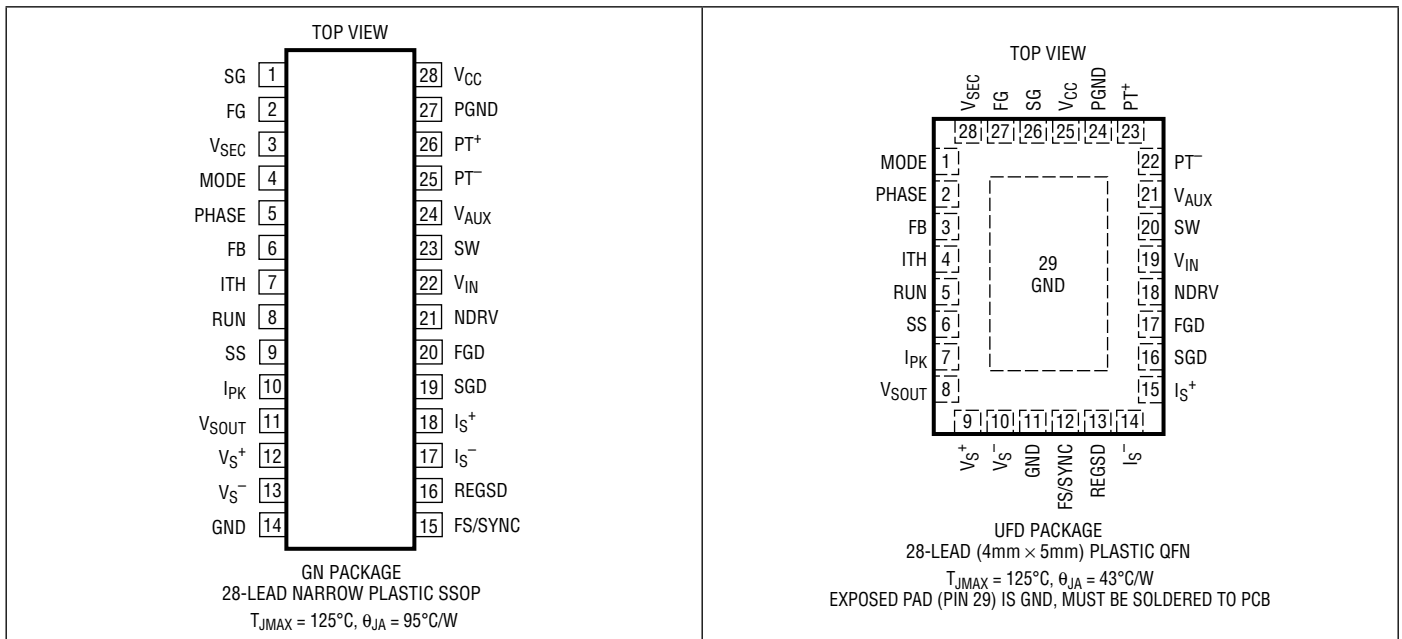 TOP VIEW
SG 1
FG 2
VSEC 3
MODE 4
PHASE 5
FB 6
ITH 7
RUN 8
SS 9
IPK 10
VSOUT 11
VS+ 12
VS– 13
GND 14
28 VCC
27 PGND
26 PT+
25 PT–
24 VAUX
23 SW
22 VIN
21 NDRV
20 FGD
19 SGD
18 IS+
17 IS–
16 REGSD
15 FS/SYNC
GN PACKAGE
28-LEAD NARROW PLASTIC SSOP
TJMAX = 125°C, θJA = 95°C/W
TOP VIEW
VSEC FG SG VCC PGND PT+
28 27 26 25 24 23
MODE 1
PHASE 2
FB 3
ITH 4
RUN 5
SS 6
IPK 7
VSOUT 8
29
GND
22 PT–
21 VAUX
20 SW
19 VIN
18 NDRV
17 FGD
16 SGD
15 IS+
9 10 11 12 13 14
VS+ VS– GND FS/SYNC REGSD IS–
UFD PACKAGE
28-LEAD (4mm × 5mm) PLASTIC QFN
TJMAX = 125°C, θJA = 43°C/W
EXPOSED PAD (PIN 29) IS GND, MUST BE SOLDERED TO PCB